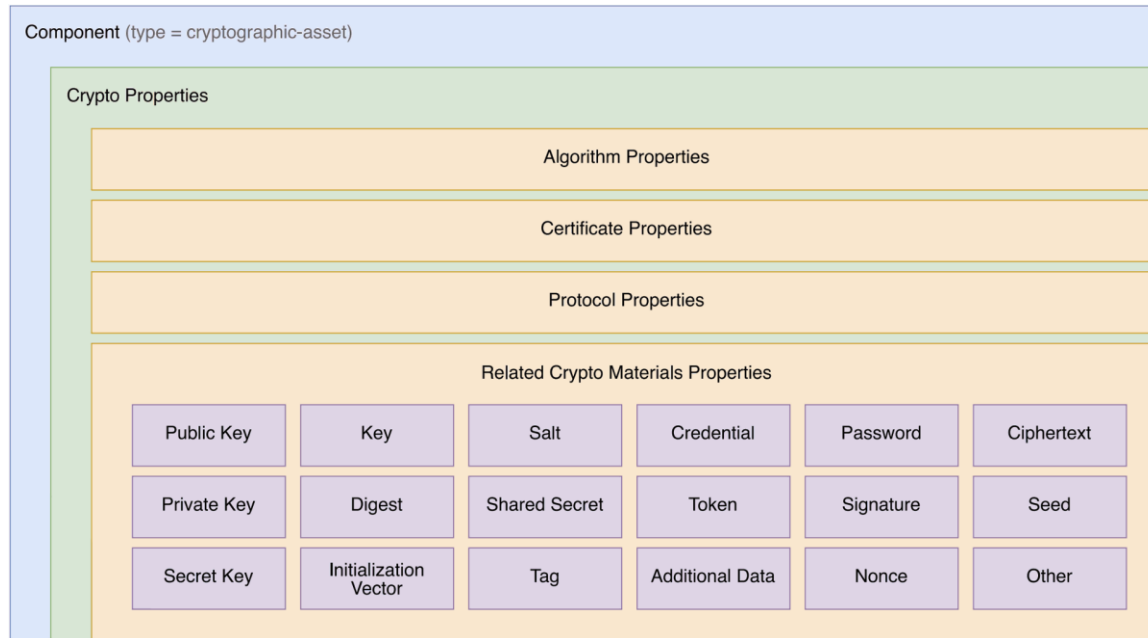 Component (type = cryptographic-asset)
Crypto Properties
Algorithm Properties
Certificate Properties
Protocol Properties
Related Crypto Materials Properties
Public Key
Key
Salt
Credential
Password
Ciphertext
Private Key
Digest
Shared Secret
Token
Signature
Seed
Secret Key
Initialization
Vector
Tag
Additional Data
Nonce
Other